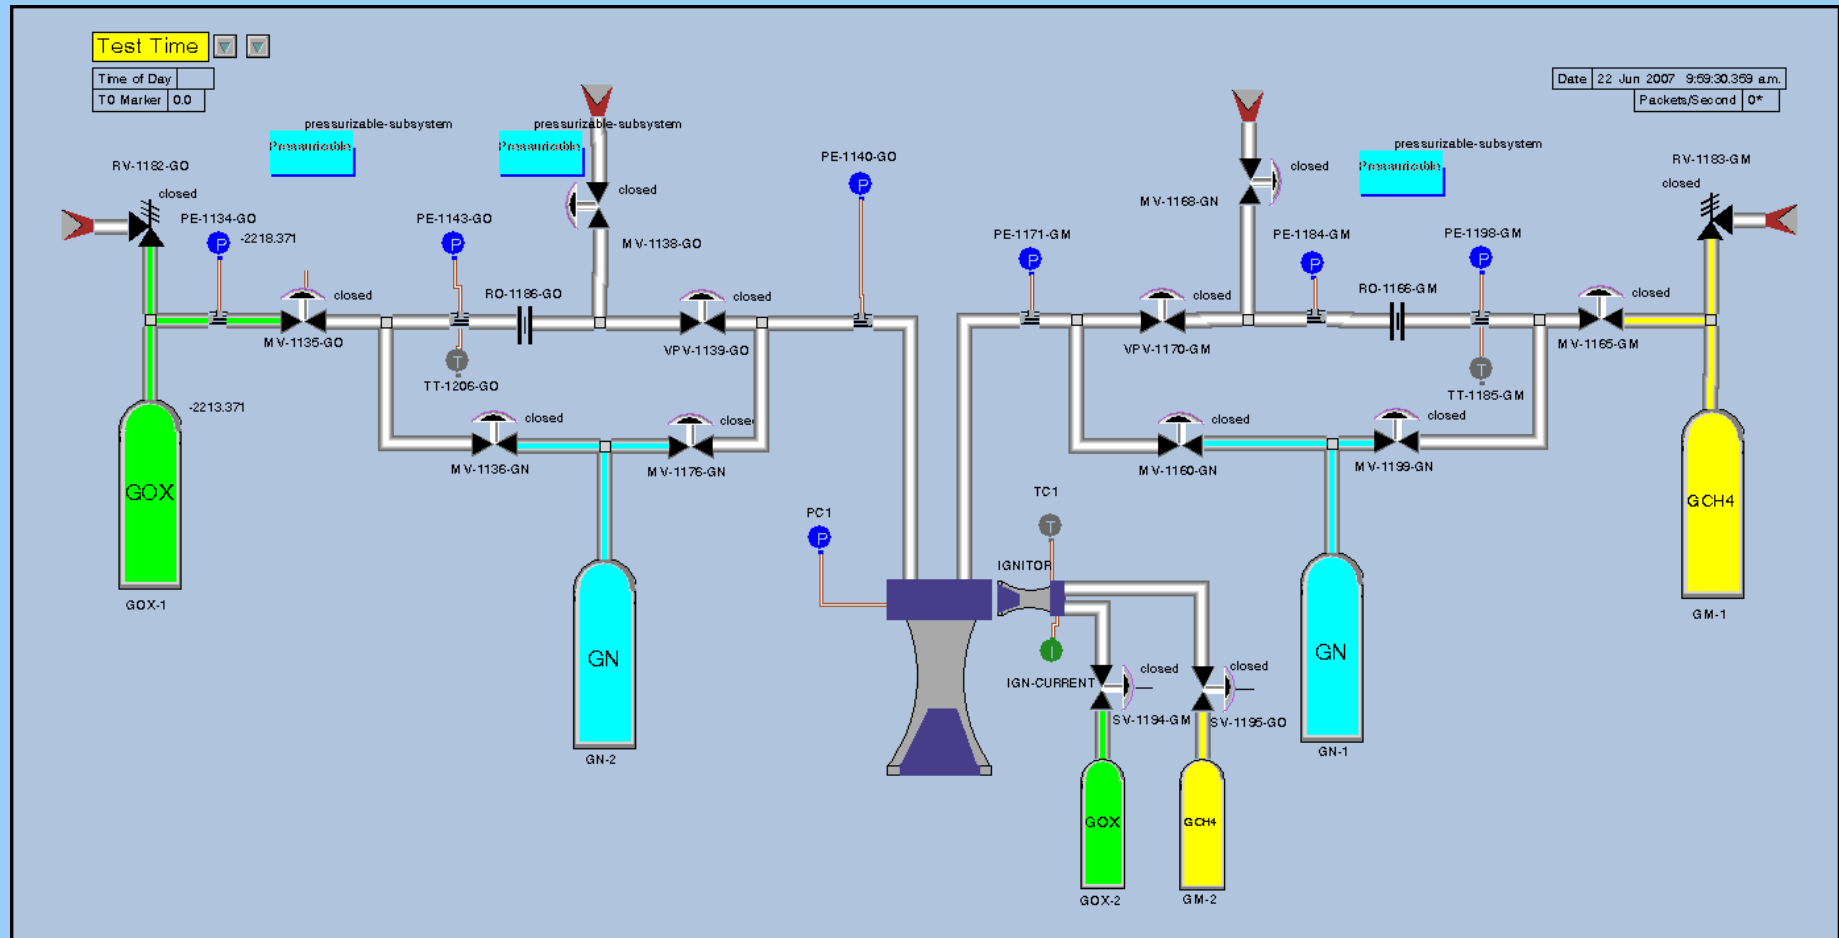 Test Time
Time of Day
T0 Marker 0.0
Date 22 Jun 2007 9:59:30.359 a.m.
Packets/Second 0*
pressurizable-subsystem
Pressurizable
pressurizable-subsystem
Pressurizable
pressurizable-subsystem
Pressurizable
RV-1182-GO
closed
PE-1134-GO
-2218.371
PE-1143-GO
closed
MV-1138-GO
PE-1140-GO
closed
MV-1168-GN
RV-1183-GM
closed
PE-1171-GM
PE-1184-GM
PE-1198-GM
closed
MV-1135-GO
RO-1186-GO
closed
VPV-1139-GO
closed
VPV-1170-GM
RO-1166-GM
closed
MV-1165-GM
T
TT-1206-GO
T
TT-1185-GM
-2213.371
closed
MV-1136-GN
closed
MV-1176-GN
closed
MV-1160-GN
closed
MV-1199-GN
P
P
P
P
P
P
P
GOX
GOX-1
GN
GN-2
PC1
P
TC1
T
IGNITOR
I
IGN-CURRENT
closed
SV-1194-GM
closed
SV-1195-GO
GN
GN-1
GCH4
GM-1
GOX
GOX-2
GCH4
GM-2